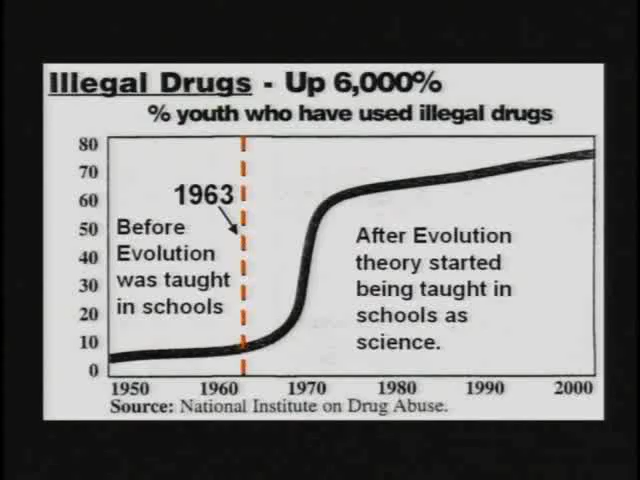 Illegal Drugs - Up 6,000%
% youth who have used illegal drugs
80
70
60
50
40
30
20
10
0
1963
Before
Evolution
was taught
in schools
After Evolution
theory started
being taught in
schools as
science.
1950 1960 1970 1980 1990 2000
Source: National Institute on Drug Abuse.